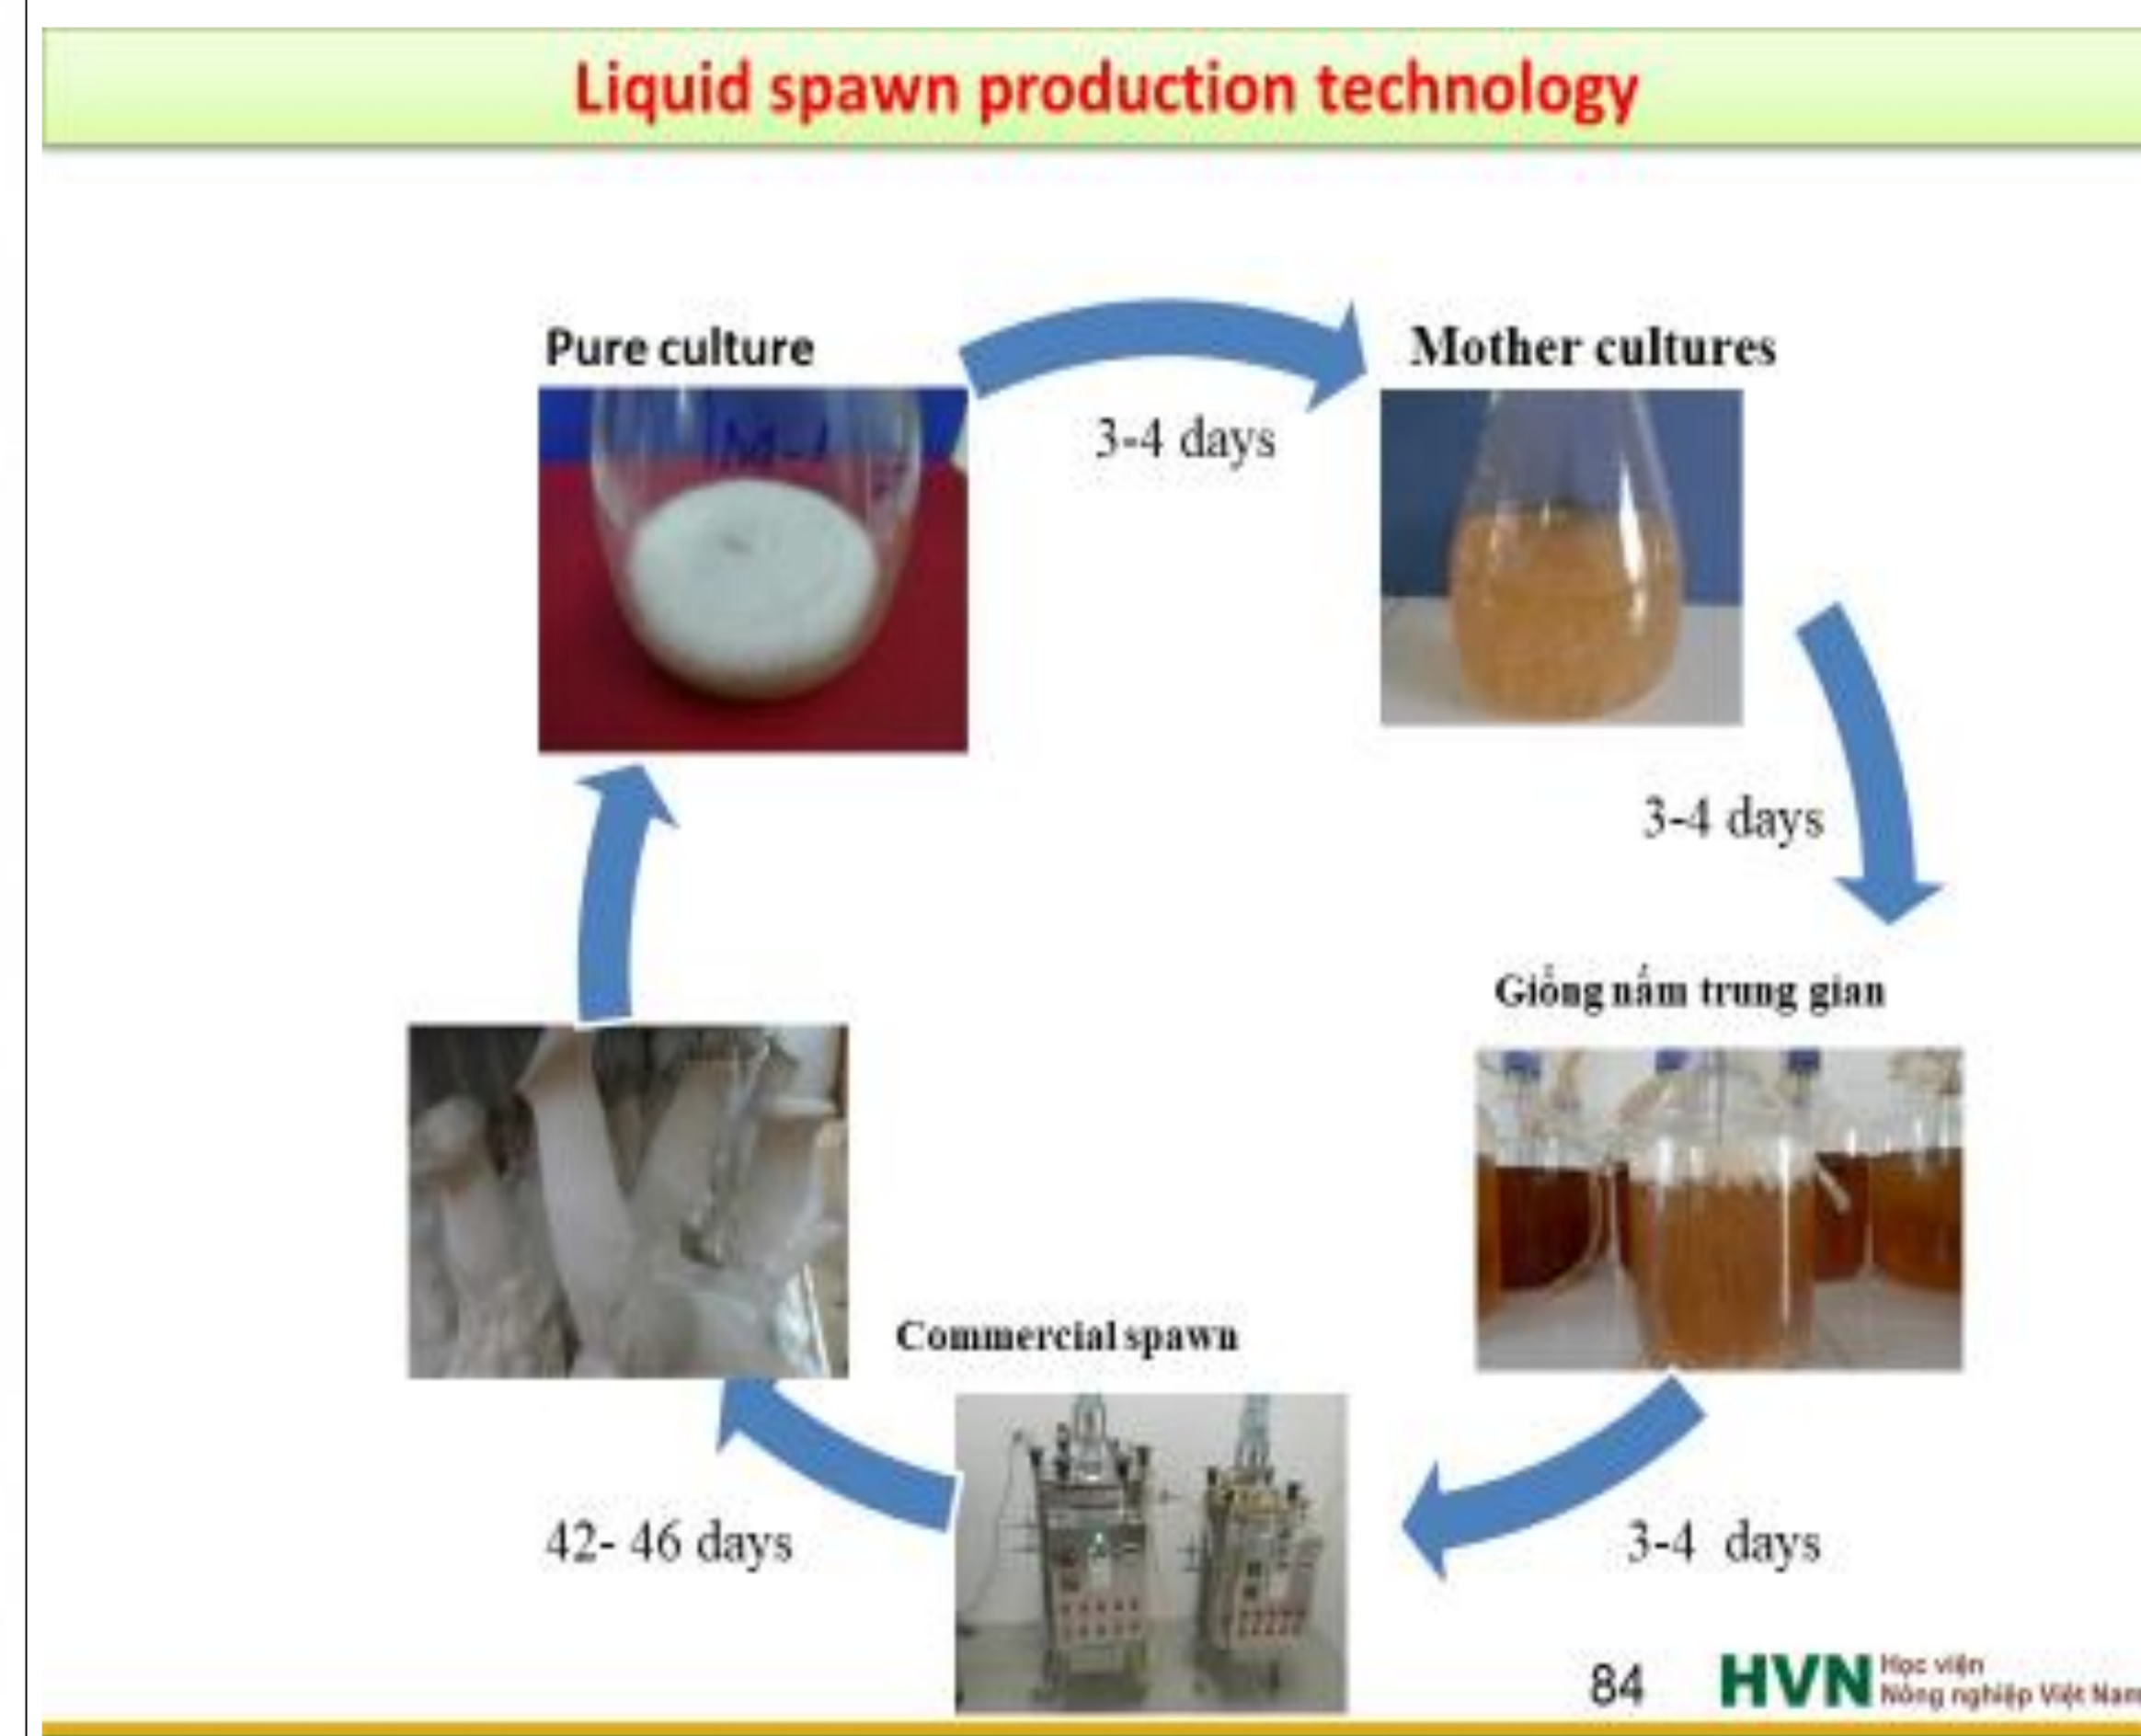 Liquid spawn production technology
Pure culture
Mother cultures
3-4 days
3-4 days
Giống nấm trung gian
Commercial spawn
42- 46 days
3-4 days
84
HVN
Học viện
Nông nghiệp Việt Nam